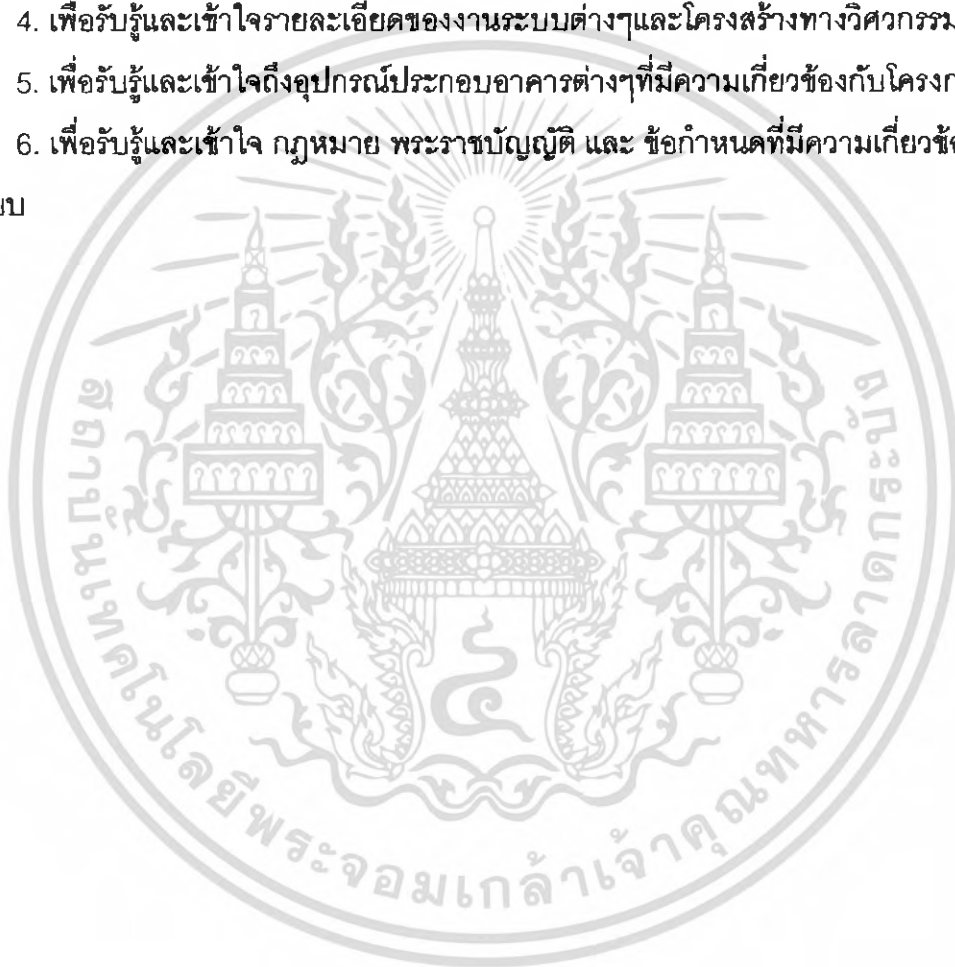 4. เพื่อรับรู้และเข้าใจรายละเอียดของงานระบบต่างๆและโครงสร้างทางวิศวกรรม
5. เพื่อรับรู้และเข้าใจถึงอุปกรณ์ประกอบอาคารต่างๆที่มีความเกี่ยวข้องกับโครงก
6. เพื่อรับรู้และเข้าใจ กฎหมาย พระราชบัญญัติ และ ข้อกำหนดที่มีความเกี่ยวข้อ
สถาบันเทคโนโลยีพระจอมเกล้าเจ้าคุณทหารลาดกระบัง
๔